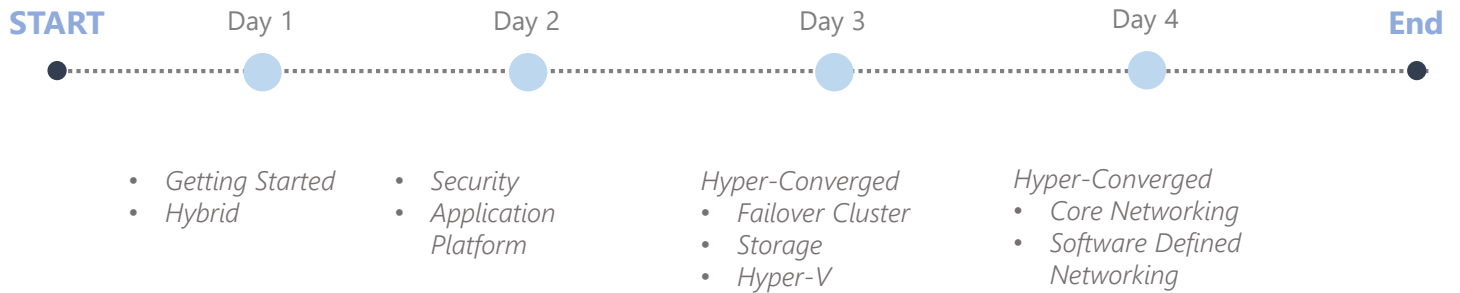 START
Day 1
Day 2
Day 3
Day 4
End
• Getting Started
• Hybrid
• Security
• Application
Platform
Hyper-Converged
• Failover Cluster
• Storage
• Hyper-V
Hyper-Converged
• Core Networking
• Software Defined
Networking